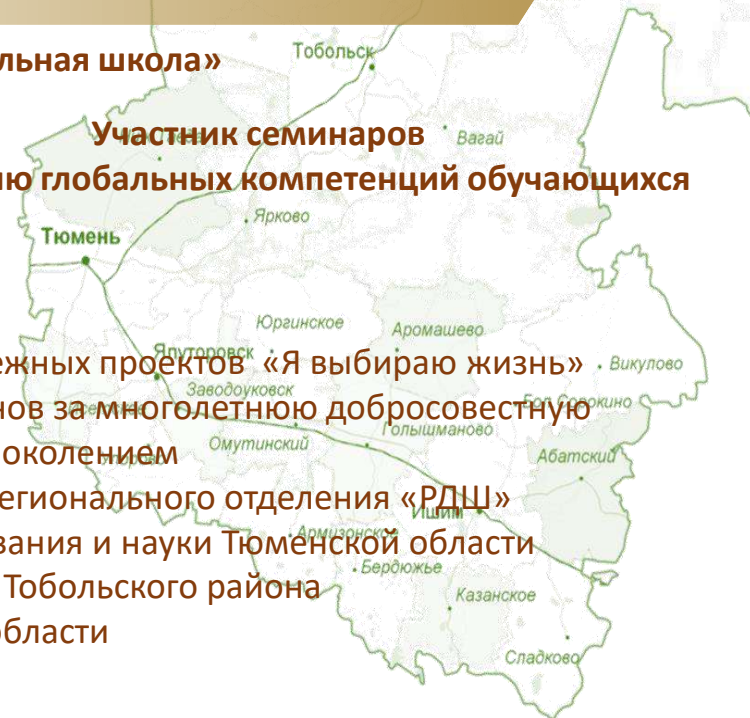 льная школа»
Тобольск
Участник семинаров
Вагай
ю глобальных компетенций обучающихся
Ярково
Тюмень
Юргинское
Аромашево
Ялуторовск
ежных проектов «Я выбираю жизнь»
Викулово
Заводоуковск
нов за многолетнюю добросовестную
Бол.Сорокино
Голышманово
Омутинский
околением
Абатский
егионального отделения «РДШ»
Ишим
вания и науки Тюменской области
Армизонское
Бердюжье
Тобольского района
Казанское
области
Сладково